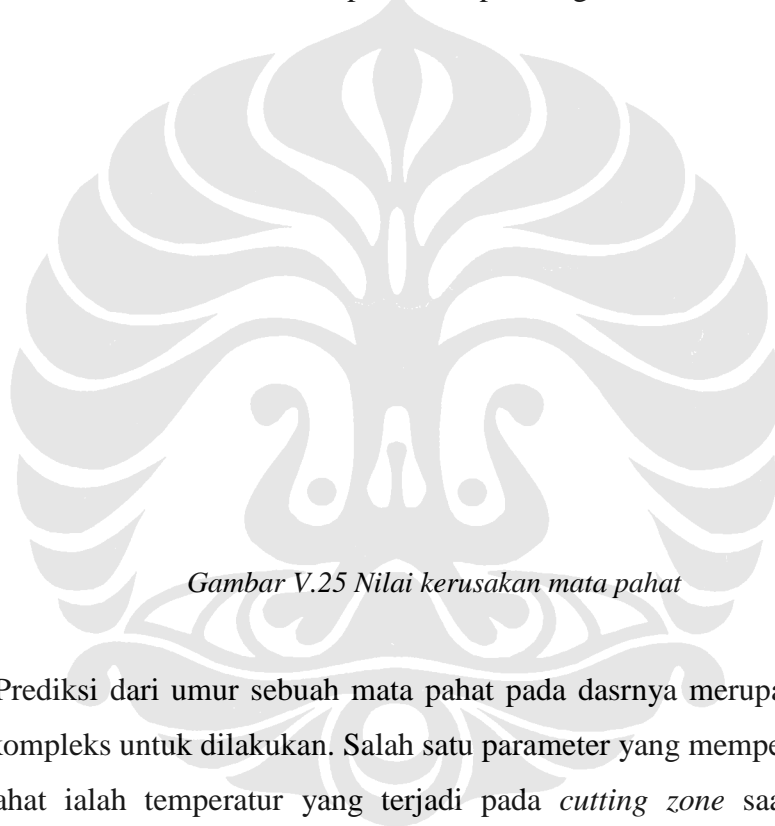 Gambar V.25 Nilai kerusakan mata pahat
Prediksi dari umur sebuah mata pahat pada dasrnya
kompleks untuk dilakukan. Salah satu parameter yang
ialah temperatur yang terjadi pada cutting zone